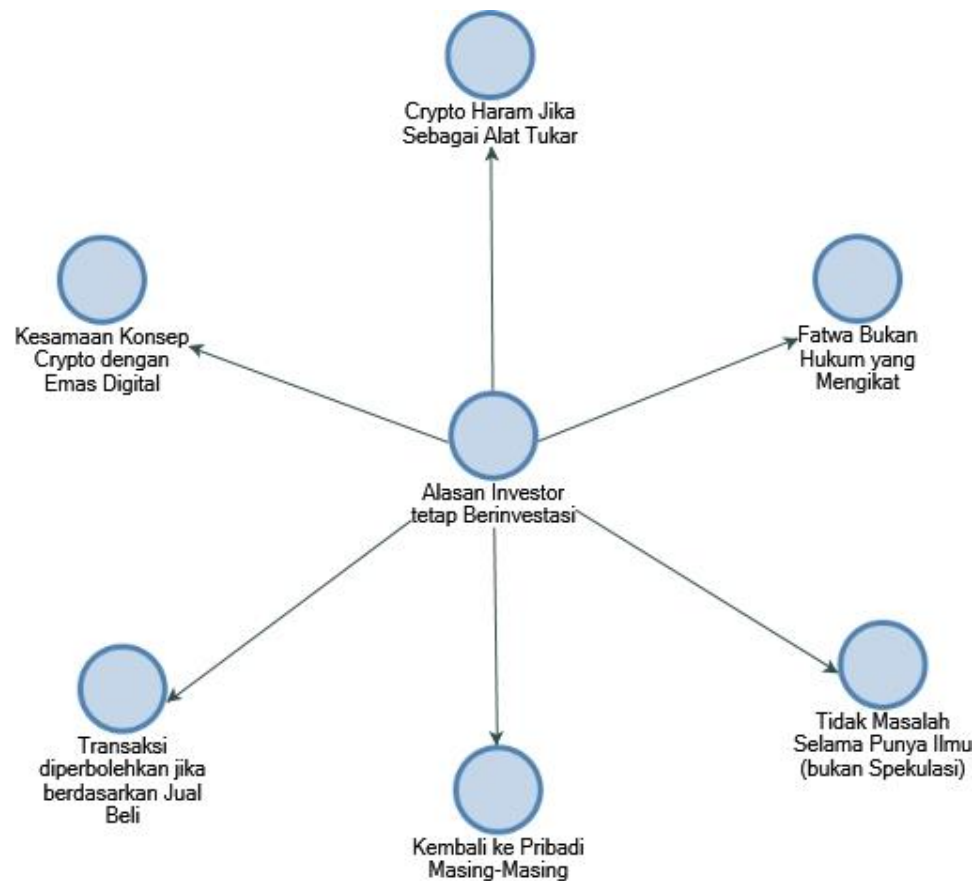 Crypto Haram Jika
Sebagai Alat Tukar
Kesamaan Konsep
Crypto dengan
Emas Digital
Fatwa Bukan
Hukum yang
Mengikat
Alasan Investor
tetap Berinvestasi
Transaksi
diperbolehkan jika
berdasarkan Jual
Beli
Kembali ke Pribadi
Masing-Masing
Tidak Masalah
Selama Punya Ilmu
(bukan Spekulasi)